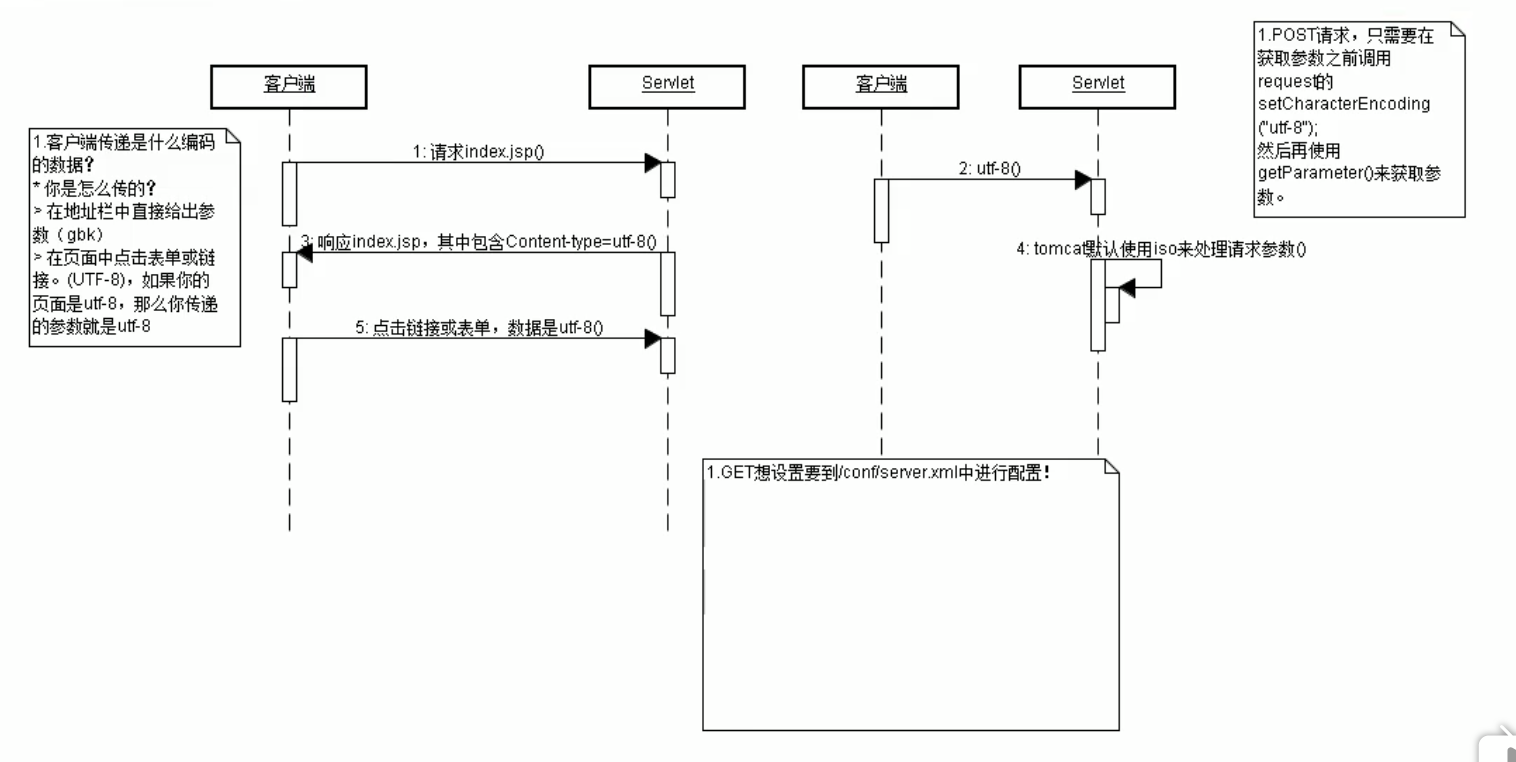 客户端
Servlet
客户端
Servlet
1.POST请求，只需要在
获取参数之前调用
request的
setCharacterEncoding
("utf-8");
然后再使用
getParameter()来获取参
数。
1.客户端传递是什么编码
的数据？
* 你是怎么传的？
> 在地址栏中直接给出参
数（gbk）
> 在页面中点击表单或链
接。(UTF-8)，如果你的
页面是utf-8，那么你传递
的参数就是utf-8
1: 请求index.jsp()
2: utf-8()
3: 响应index.jsp，其中包含Content-type=utf-8()
4: tomcat默认使用iso来处理请求参数()
5: 点击链接或表单，数据是utf-8()
1.GET想设置要到/conf/server.xml中进行配置！